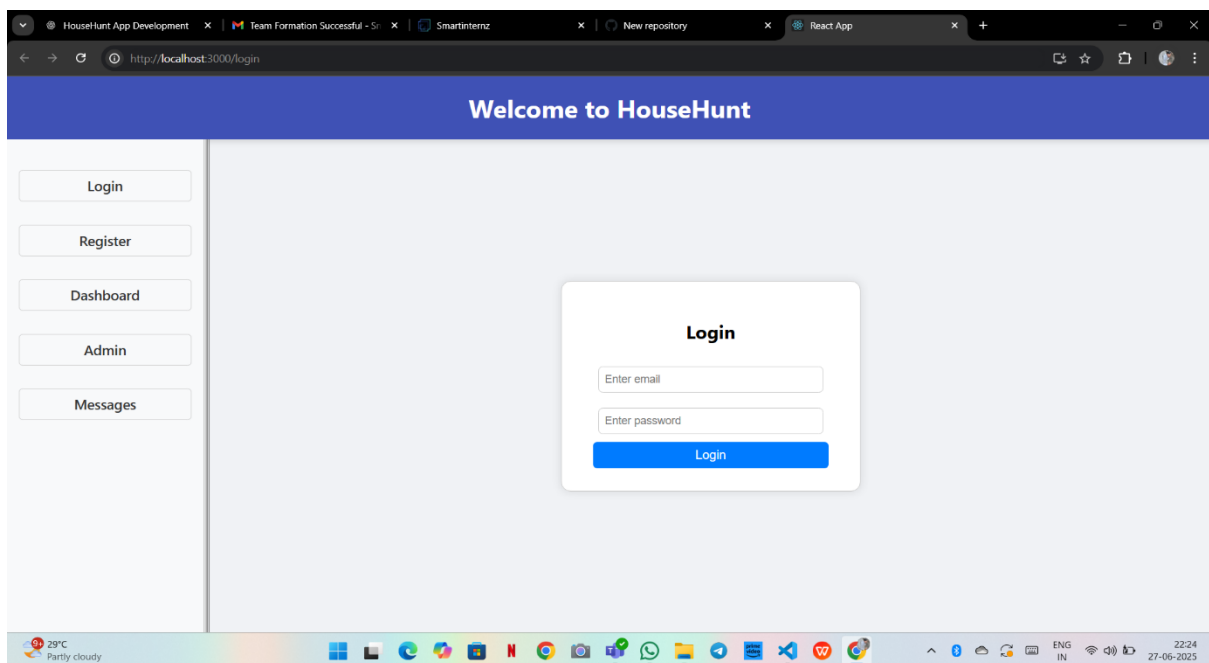 HouseHunt App Development
Team Formation Successful - Sn
Smartinternz
New repository
React App
http://localhost:3000/login
Welcome to HouseHunt
Login
Register
Dashboard
Admin
Messages
Login
Enter email
Enter password
Login
9+
29°C
Partly cloudy
ENG
IN
22:24
27-06-2025